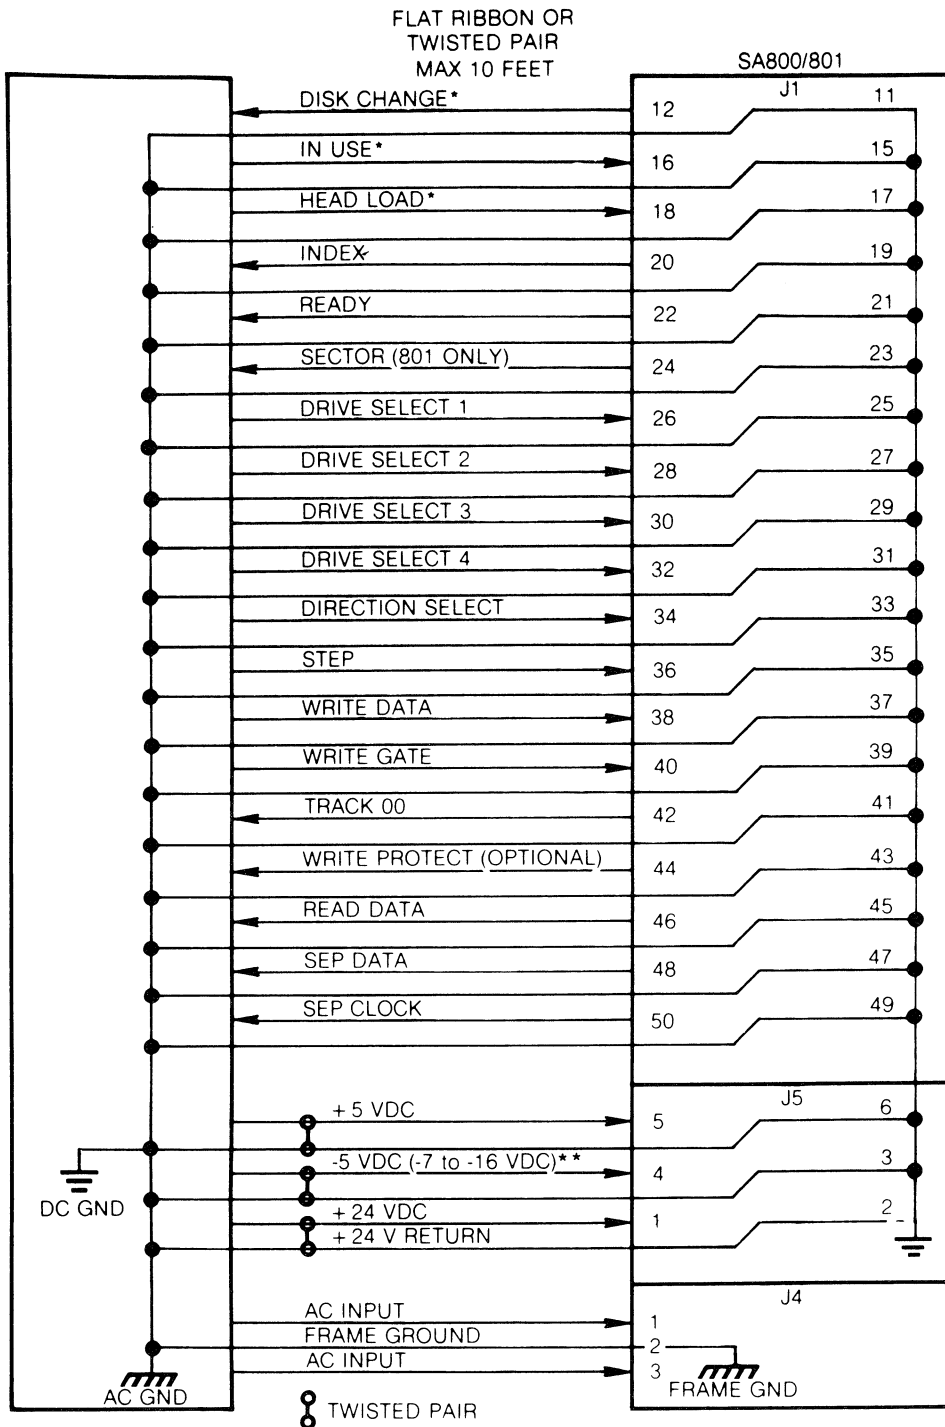 FLAT RIBBON OR
TWISTED PAIR
MAX 10 FEET
SA800/801
J1
DISK CHANGE* 12 11
IN USE* 16 15
HEAD LOAD* 18 17
INDEX 20 19
READY 22 21
SECTOR (801 ONLY) 24 23
DRIVE SELECT 1 26 25
DRIVE SELECT 2 28 27
DRIVE SELECT 3 30 29
DRIVE SELECT 4 32 31
DIRECTION SELECT 34 33
STEP 36 35
WRITE DATA 38 37
WRITE GATE 40 39
TRACK 00 42 41
WRITE PROTECT (OPTIONAL) 44 43
READ DATA 46 45
SEP DATA 48 47
SEP CLOCK 50 49
J5
+ 5 VDC 5 6
-5 VDC (-7 to -16 VDC)** 4 3
DC GND
+ 24 VDC 1 2
+ 24 V RETURN
J4
AC INPUT 1
FRAME GROUND 2
AC INPUT 3
AC GND
FRAME GND
TWISTED PAIR